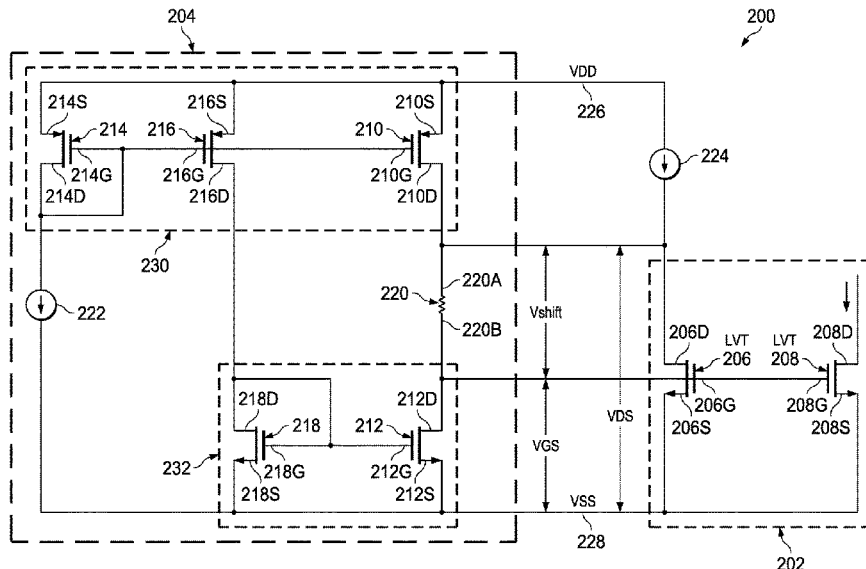 204
200
VDD
226
214S
214
214G
214D
216S
216
216G
216D
210S
210
210G
210D
224
230
222
220A
220
220B
Vshift
206D
LVT
206
206G
206S
LVT
208
208D
208G
208S
VDS
VGS
218D
218
218G
218S
212D
212
212G
212S
232
VSS
228
202